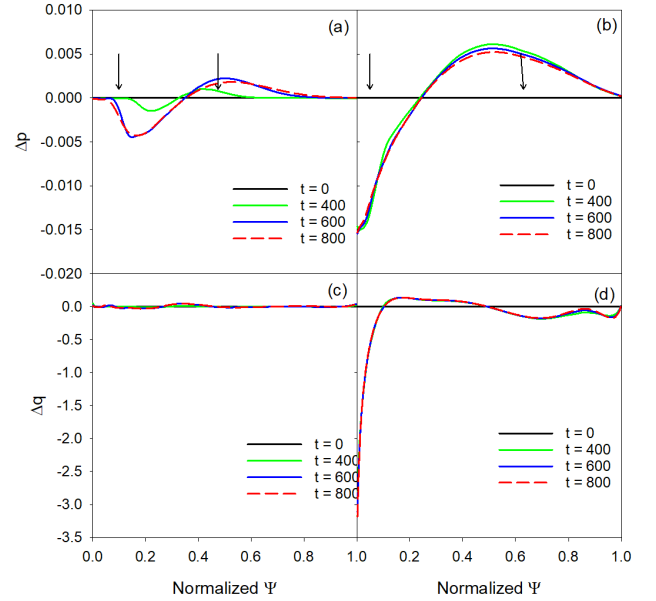 (a)
(b)
0.010
0.005
0.000
-0.005
-0.010
-0.015
-0.020
Δp
t = 0
t = 400
t = 600
t = 800
t = 0
t = 400
t = 600
t = 800
(c)
(d)
0.0
-0.5
-1.0
-1.5
-2.0
-2.5
-3.0
-3.5
Δq
t = 0
t = 400
t = 600
t = 800
t = 0
t = 400
t = 600
t = 800
0.0 0.2 0.4 0.6 0.8 1.0 0.2 0.4 0.6 0.8 1.0
Normalized Ψ
Normalized Ψ